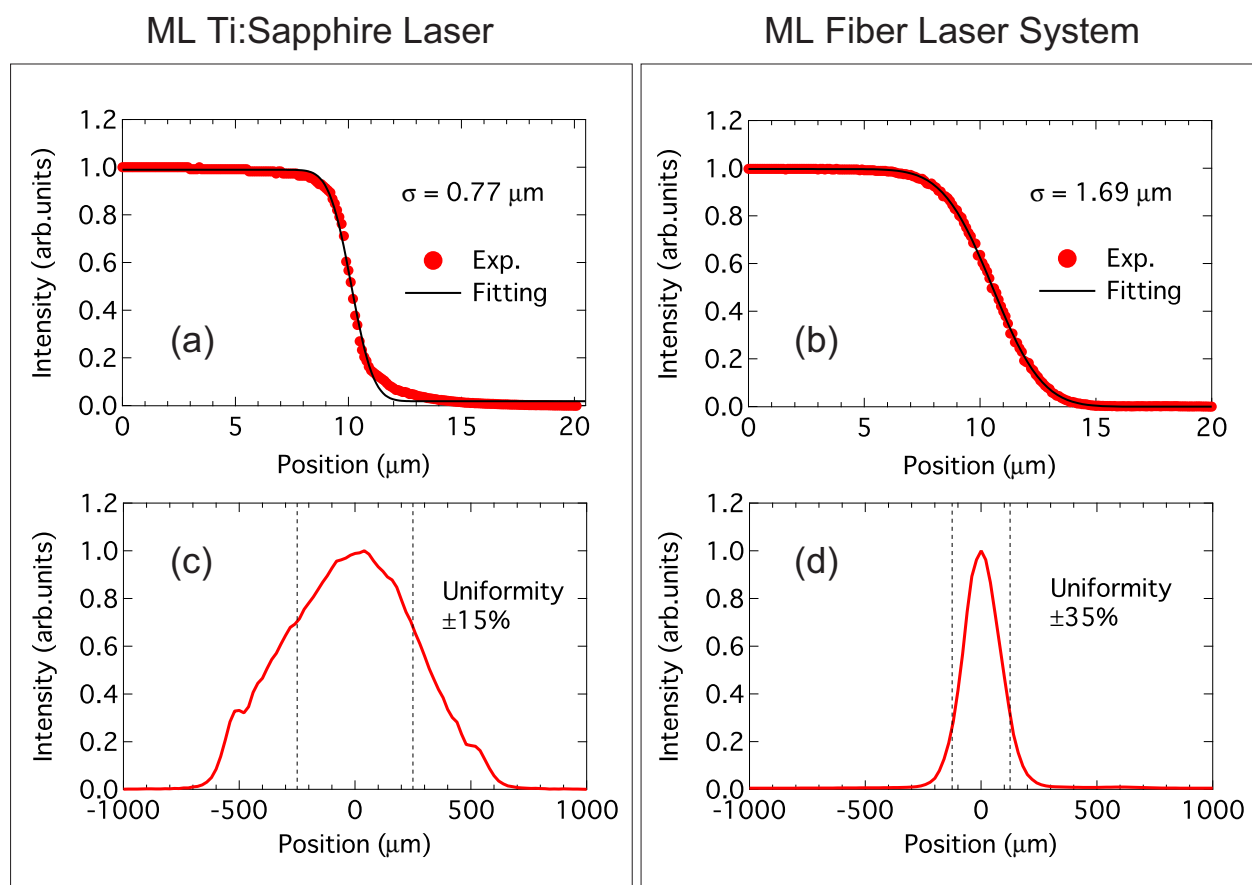 ML Ti:Sapphire Laser
ML Fiber Laser System
1.2
1.0
0.8
0.6
0.4
0.2
0.0
Intensity (arb.units)
σ = 0.77 μm
Exp.
Fitting
(a)
0 5 10 15 20
Position (μm)
1.2
1.0
0.8
0.6
0.4
0.2
0.0
Intensity (arb.units)
σ = 1.69 μm
Exp.
Fitting
(b)
0 5 10 15 20
Position (μm)
1.2
1.0
0.8
0.6
0.4
0.2
0.0
Intensity (arb.units)
(c)
Uniformity
±15%
-1000 -500 0 500 1000
Position (μm)
1.2
1.0
0.8
0.6
0.4
0.2
0.0
Intensity (arb.units)
(d)
Uniformity
±35%
-1000 -500 0 500 1000
Position (μm)